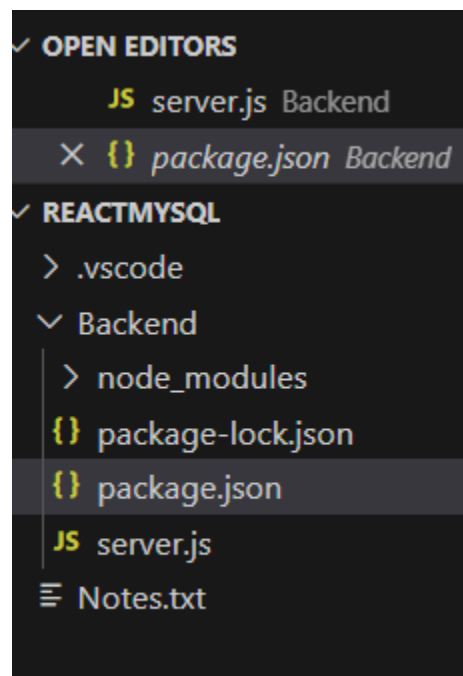 OPEN EDITORS
JS server.js Backend
{} package.json Backend
REACTMYSQL
.vscode
Backend
node_modules
{} package-lock.json
{} package.json
JS server.js
Notes.txt